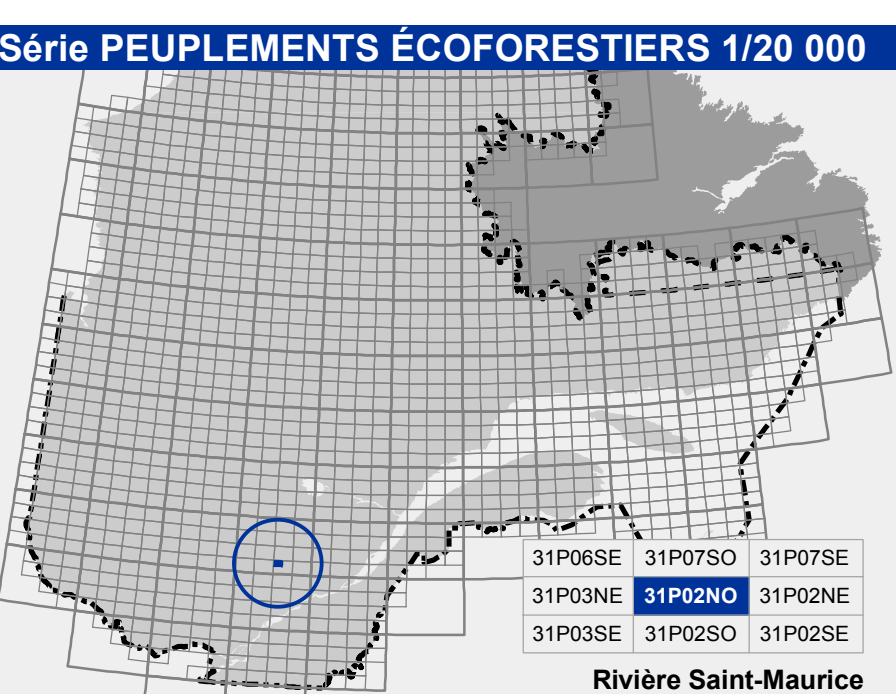 Série PEUPLEMENTS ÉCOFORESTIERS 1/20 000
31P06SE 31P07SO 31P07SE
31P03NE 31P02NO 31P02NE
31P03SE 31P02SO 31P02SE
Rivière Saint-Maurice